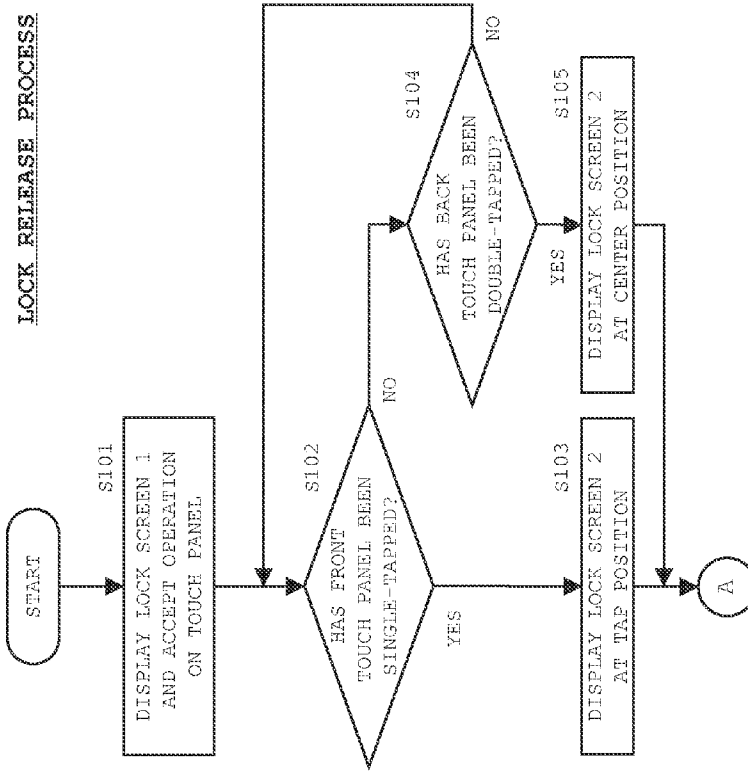 LOCK RELEASE PROCESS
START
S101
DISPLAY LOCK SCREEN 1
AND ACCEPT OPERATION
ON TOUCH PANEL
S102
HAS FRONT
TOUCH PANEL BEEN
SINGLE-TAPPED?
NO
YES
S104
HAS BACK
TOUCH PANEL BEEN
DOUBLE-TAPPED?
NO
YES
S103
DISPLAY LOCK SCREEN 2
AT TAP POSITION
S105
DISPLAY LOCK SCREEN 2
AT CENTER POSITION
A